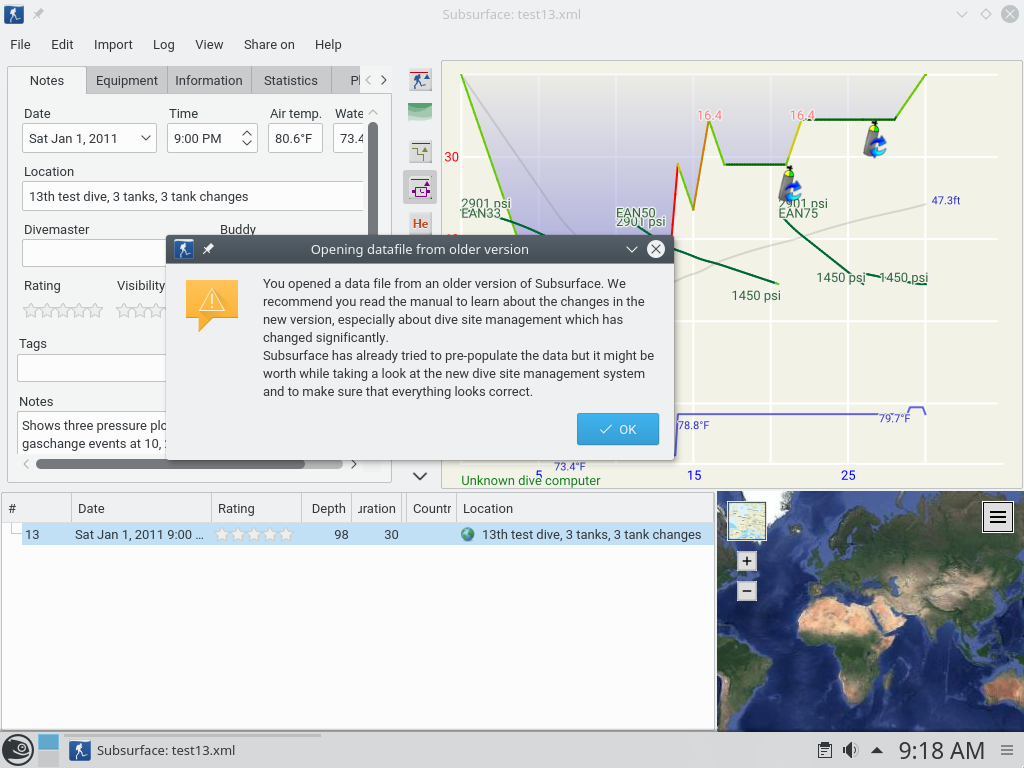 Subsurface: test13.xml
File Edit Import Log View Share on Help
Notes Equipment Information Statistics
Date Time Air temp.
Sat Jan 1, 2011 9:00 PM 80.6°F 73.4
Location
13th test dive, 3 tanks, 3 tank changes
Divemaster Buddy
Rating Visibility
Tags
Notes
Shows three pressure
gaschange events at 10,
He
16.4 16.4
30
2901 psi
EAN33
EAN50
2901 psi
2901 psi
EAN75
47.3ft
1450 psi 1450 psi
1450 psi
78.8°F 79.7°F
73.4°F
5 15 25
Unknown dive computer
Opening datafile from older version
You opened a data file from an older version of Subsurface. We
recommend you read the manual to learn about the changes in the
new version, especially about dive site management which has
changed significantly.
Subsurface has already tried to pre-populate the data but it might be
worth while taking a look at the new dive site management system
and to make sure that everything looks correct.
OK
# Date Rating Depth uration Countr Location
13 Sat Jan 1, 2011 9:00 ... 98 30 13th test dive, 3 tanks, 3 tank changes
+
−
Subsurface: test13.xml
9:18 AM